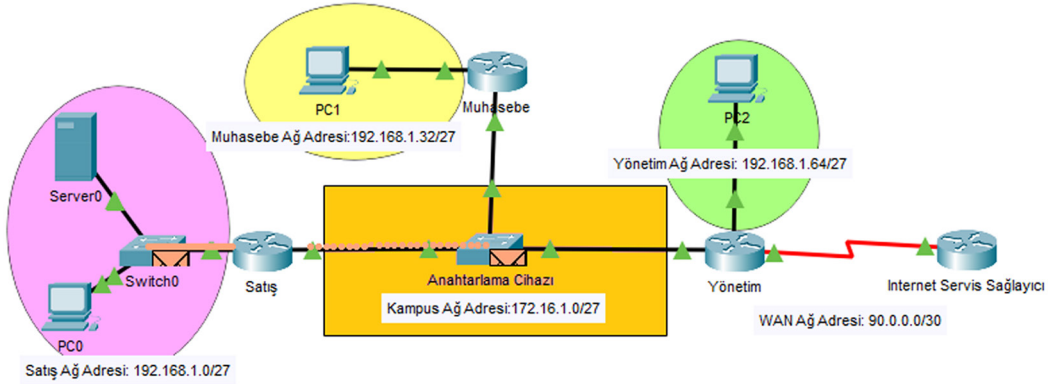 PC1
Muhasebe
Muhasebe Ağ Adresi:192.168.1.32/27
PC2
Yönetim Ağ Adresi: 192.168.1.64/27
Server0
Switch0
Satış
Anahtarlama Cihazı
Kampus Ağ Adresi:172.16.1.0/27
Yönetim
Internet Servis Sağlayıcı
WAN Ağ Adresi: 90.0.0.0/30
PC0
Satış Ağ Adresi: 192.168.1.0/27